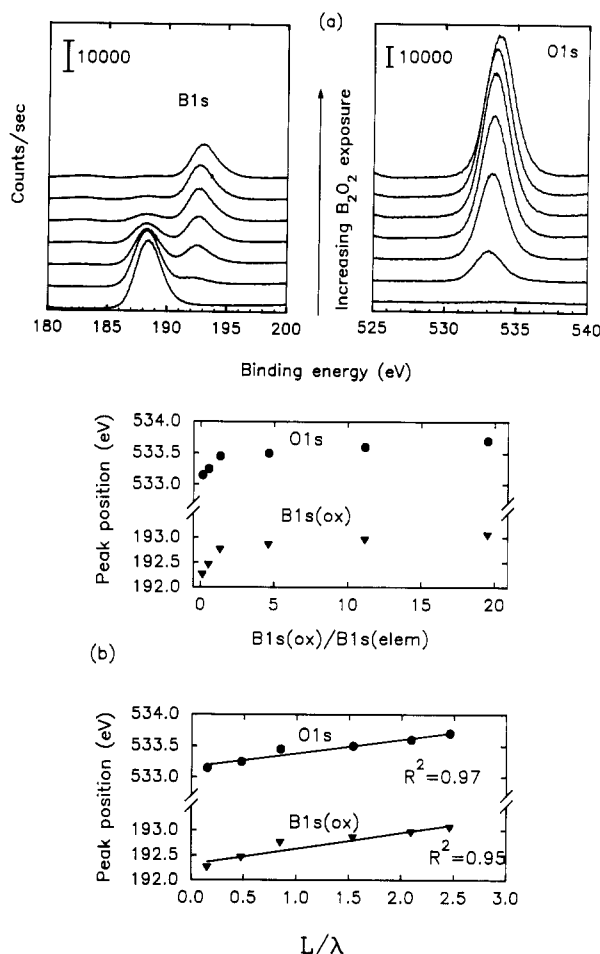 (a)
10000
B1s
Counts/sec
180 185 190 195 200
Increasing B₂O₂ exposure
10000
O1s
525 530 535 540
Binding energy (eV)
534.0
533.5
533.0
193.0
192.5
192.0
Peak position (eV)
O1s
B1s(ox)
0 5 10 15 20
B1s(ox)/B1s(elem)
(b)
534.0
533.5
533.0
193.0
192.5
192.0
Peak position (eV)
O1s
R²=0.97
B1s(ox)
R²=0.95
0.0 0.5 1.0 1.5 2.0 2.5 3.0
L/λ